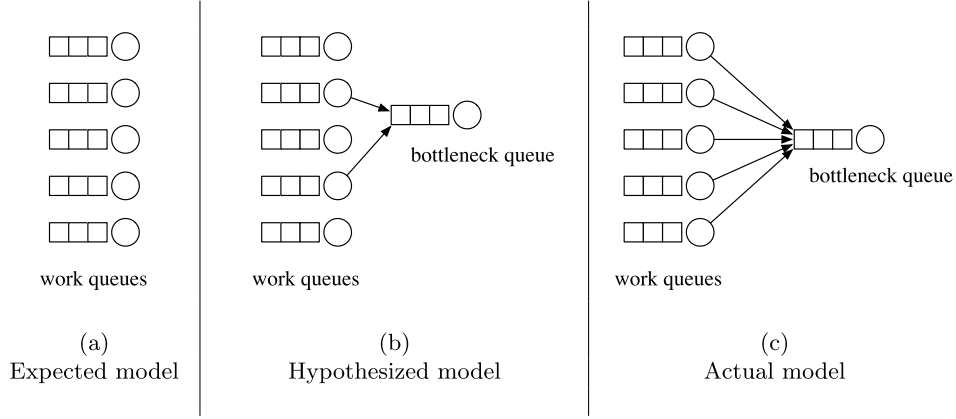 work queues
(a)
Expected model
bottleneck queue
work queues
(b)
Hypothesized model
bottleneck queue
work queues
(c)
Actual model